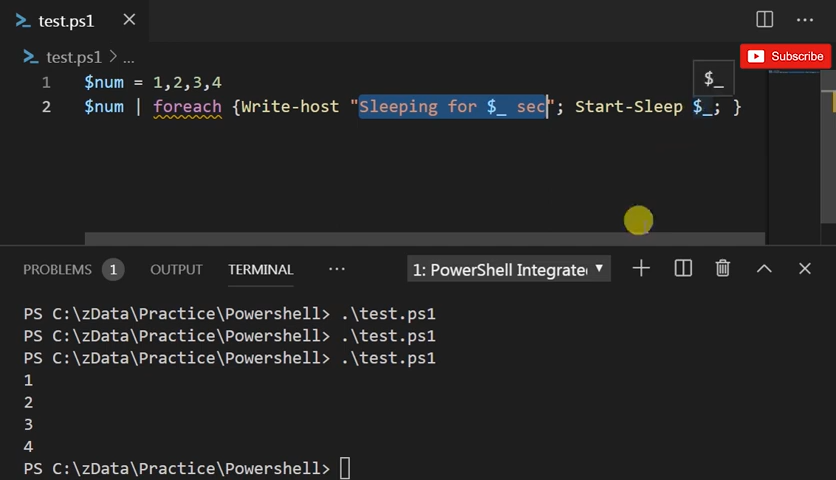 test.ps1
test.ps1 > ...
Subscribe
$_
1 $num = 1,2,3,4
2 $num | foreach {Write-host "Sleeping for $_ sec"; Start-Sleep $_; }
PROBLEMS 1 OUTPUT TERMINAL ... 1: PowerShell Integrate
PS C:\zData\Practice\Powershell> .\test.ps1
PS C:\zData\Practice\Powershell> .\test.ps1
PS C:\zData\Practice\Powershell> .\test.ps1
1
2
3
4
PS C:\zData\Practice\Powershell>